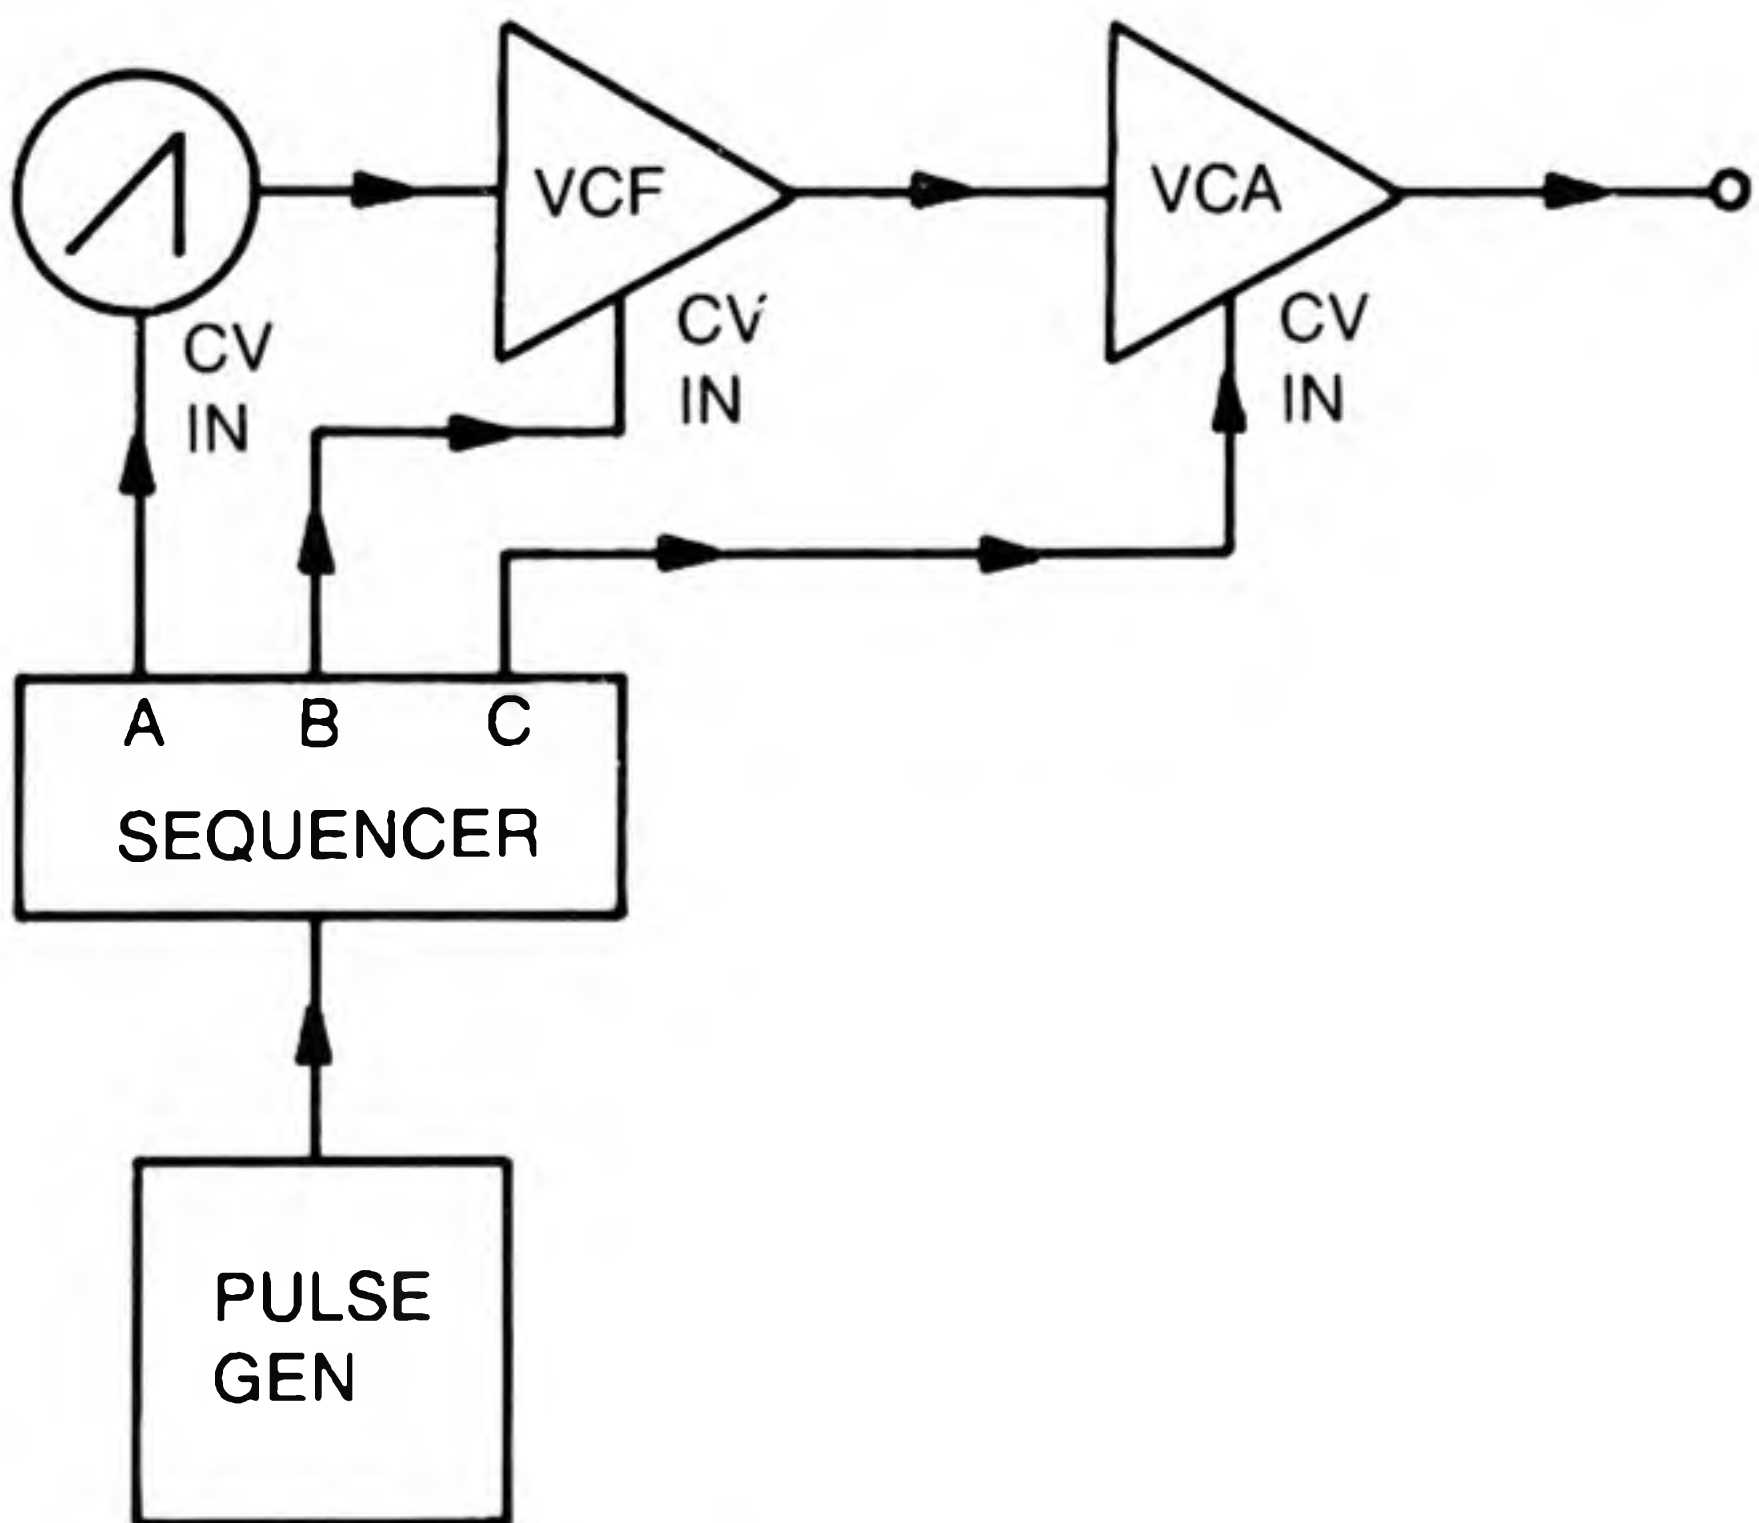 VCF
VCA
CV
IN
CV
IN
CV
IN
A B C
SEQUENCER
PULSE
GEN